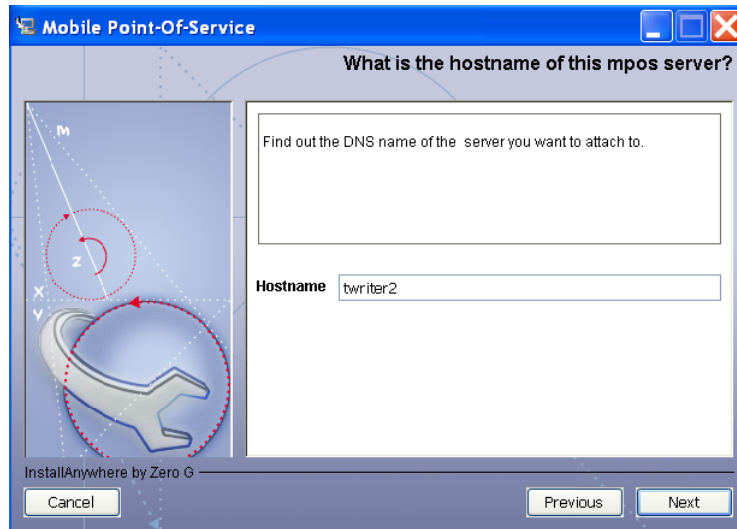 Mobile Point-Of-Service
What is the hostname of this mpos server?
M
Z
X
Y
Find out the DNS name of the server you want to attach to.
Hostname twriter2
InstallAnywhere by Zero G
Cancel Previous Next